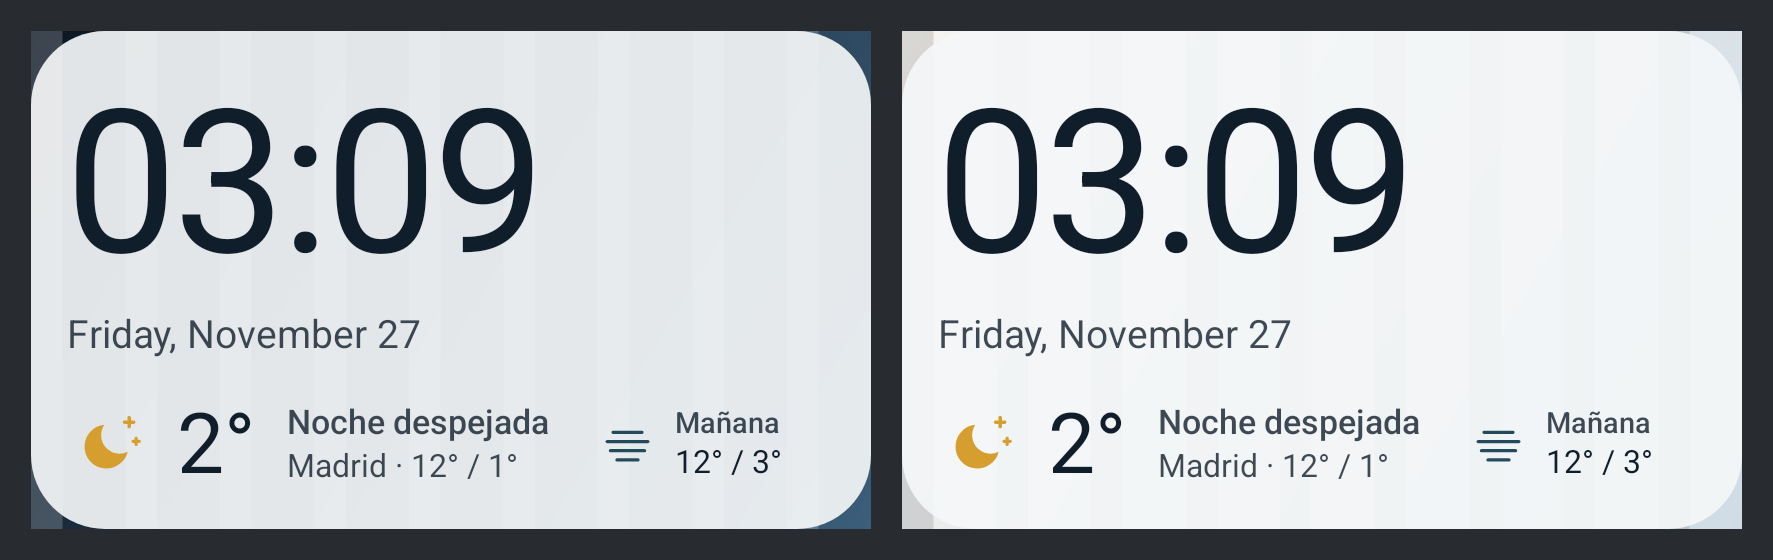 03:09
Friday, November 27
2° Noche despejada
Madrid · 12° / 1°
Mañana
12° / 3°
03:09
Friday, November 27
2° Noche despejada
Madrid · 12° / 1°
Mañana
12° / 3°